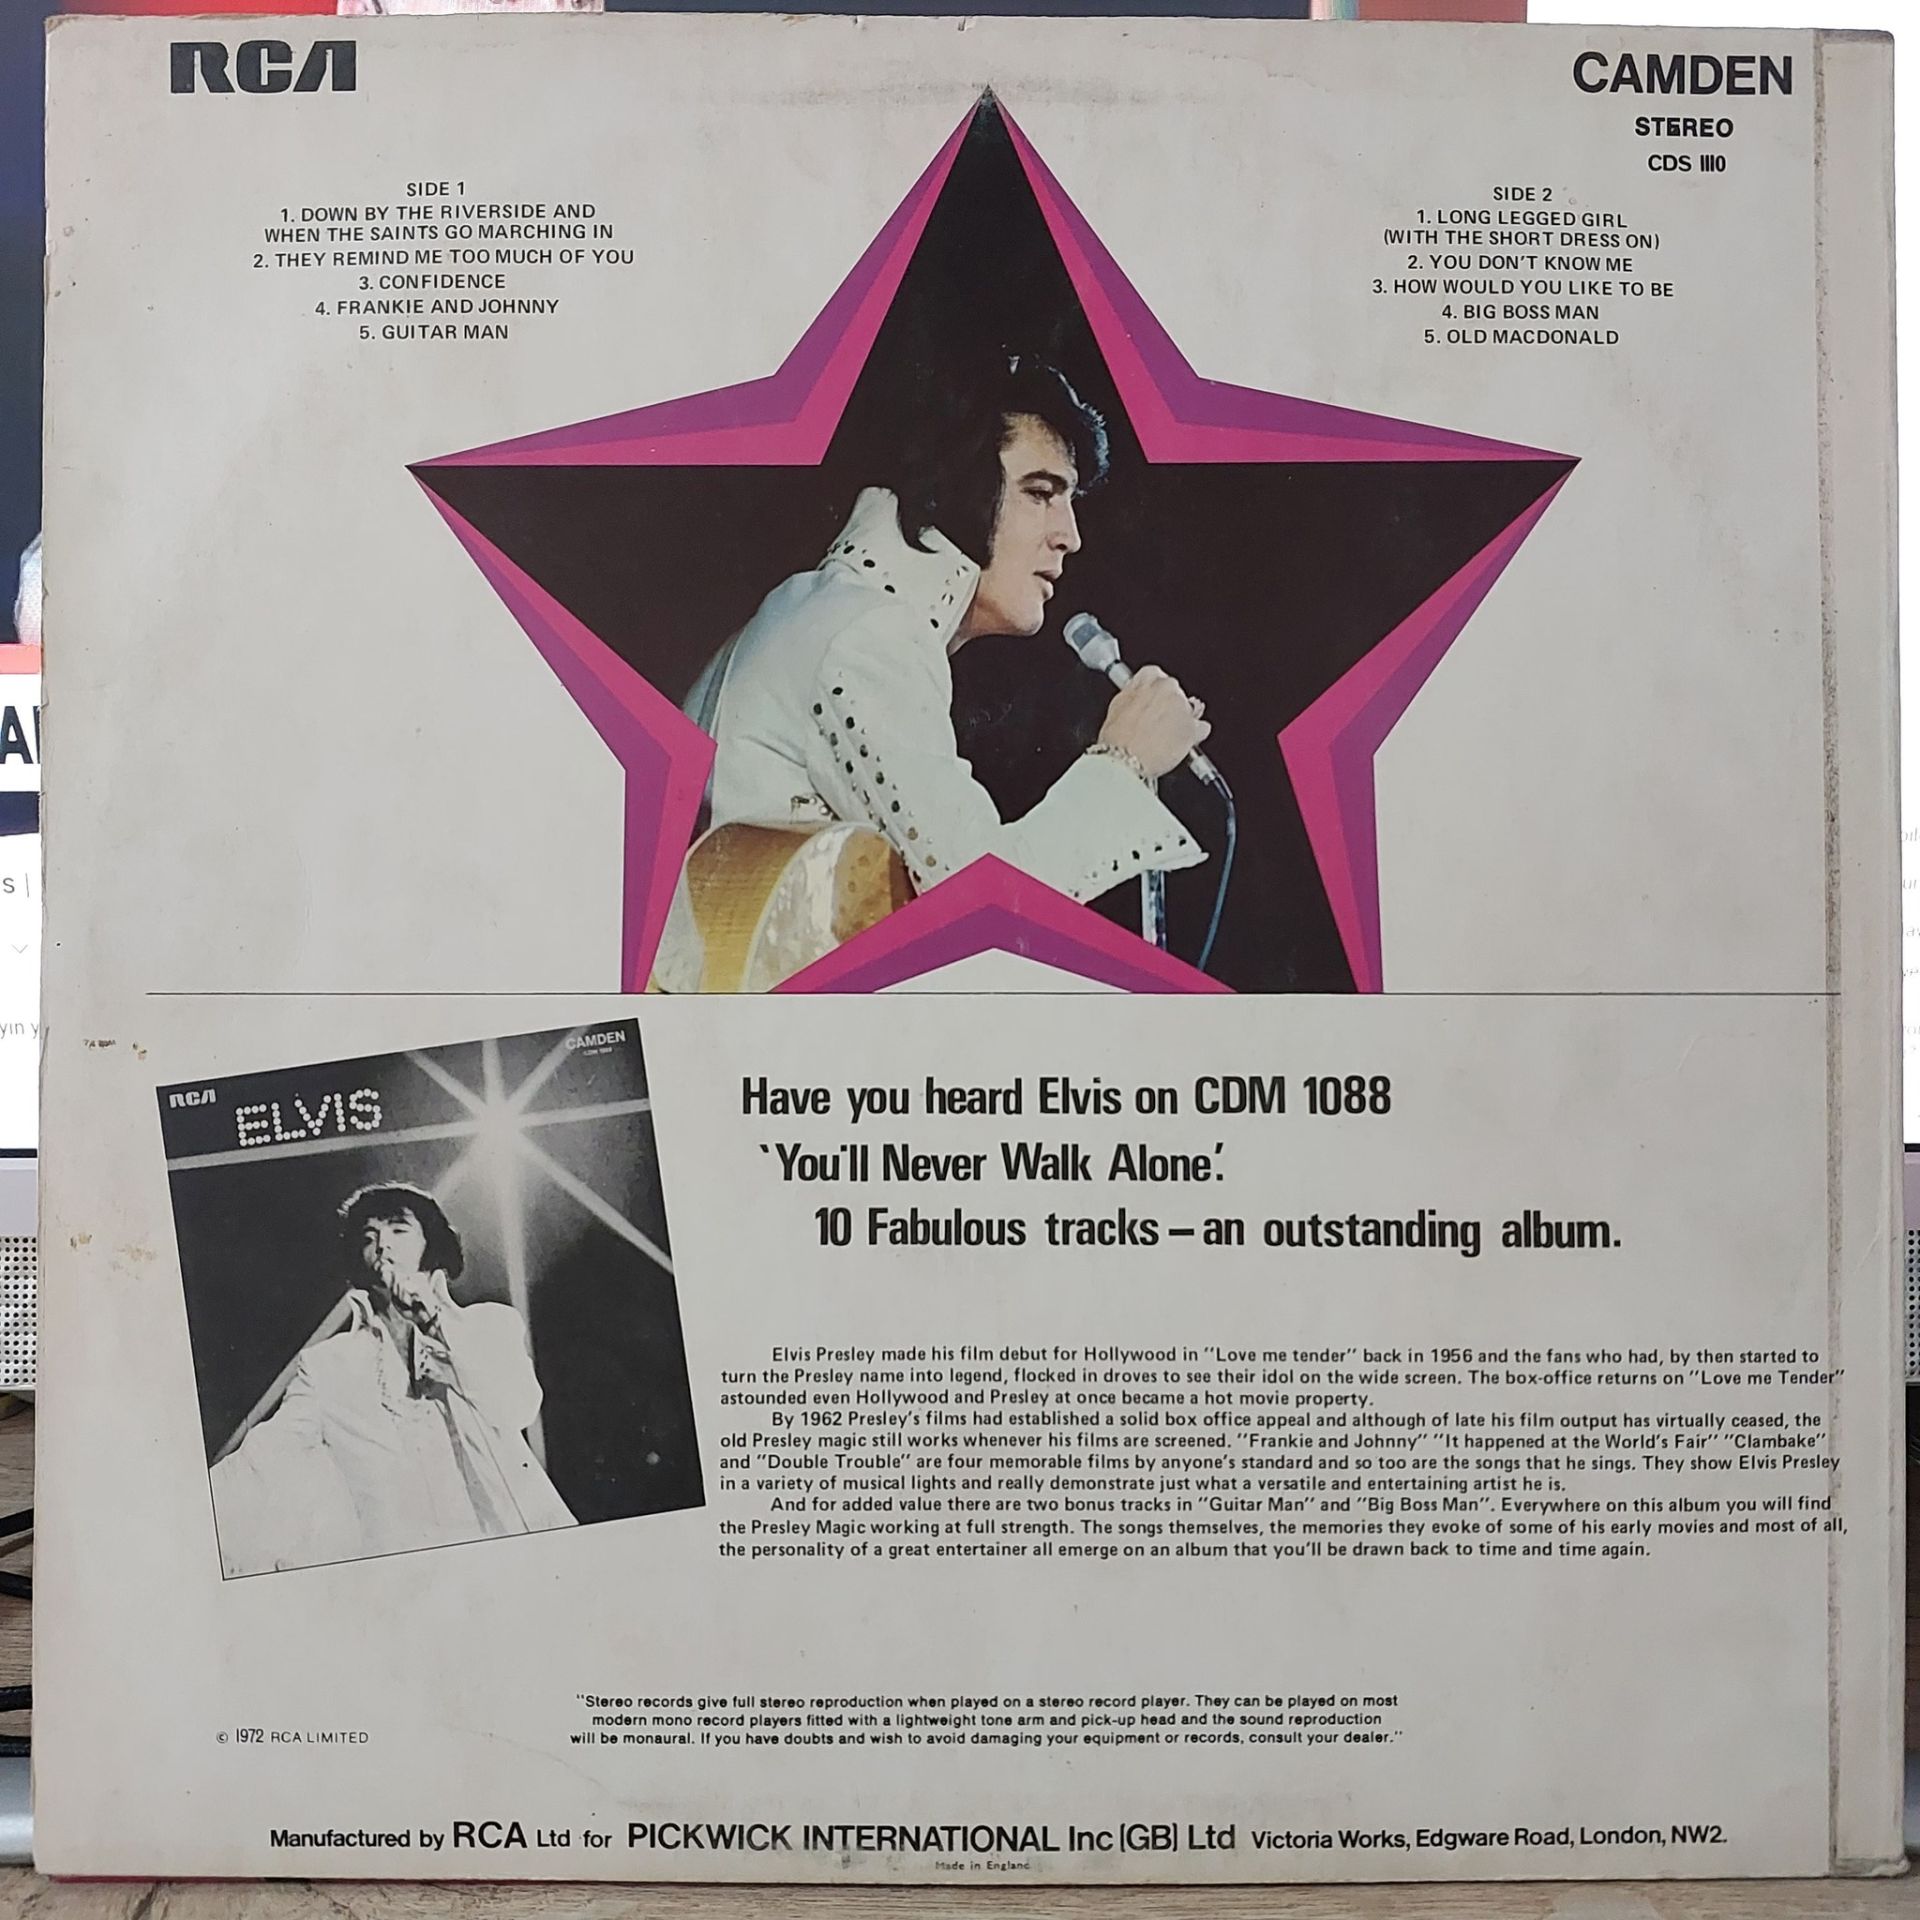 RCA
CAMDEN
STEREO
CDS 1110
SIDE 1
1. DOWN BY THE RIVERSIDE AND
WHEN THE SAINTS GO MARCHING IN
2. THEY REMIND ME TOO MUCH OF YOU
3. CONFIDENCE
4. FRANKIE AND JOHNNY
5. GUITAR MAN
SIDE 2
1. LONG LEGGED GIRL
(WITH THE SHORT DRESS ON)
2. YOU DON'T KNOW ME
3. HOW WOULD YOU LIKE TO BE
4. BIG BOSS MAN
5. OLD MACDONALD
RCA
ELVIS
CAMDEN
Have you heard Elvis on CDM 1088
'You'll Never Walk Alone'.
10 Fabulous tracks – an outstanding album.
Elvis Presley made his film debut for Hollywood in "Love me tender" back in 1956 and the fans who had, by then started to
turn the Presley name into legend, flocked in droves to see their idol on the wide screen. The box-office returns on "Love me Tender"
astounded even Hollywood and Presley at once became a hot movie property.
By 1962 Presley's films had established a solid box office appeal and although of late his film output has virtually ceased, the
old Presley magic still works whenever his films are screened. "Frankie and Johnny" "It happened at the World's Fair" "Clambake"
and "Double Trouble" are four memorable films by anyone's standard and so too are the songs that he sings. They show Elvis Presley
in a variety of musical lights and really demonstrate just what a versatile and entertaining artist he is.
And for added value there are two bonus tracks in "Guitar Man" and "Big Boss Man". Everywhere on this album you will find
the Presley Magic working at full strength. The songs themselves, the memories they evoke of some of his early movies and most of all,
the personality of a great entertainer all emerge on an album that you'll be drawn back to time and time again.
"Stereo records give full stereo reproduction when played on a stereo record player. They can be played on most
modern mono record players fitted with a lightweight tone arm and pick-up head and the sound reproduction
will be monaural. If you have doubts and wish to avoid damaging your equipment or records, consult your dealer."
© 1972 RCA LIMITED
Manufactured by RCA Ltd for PICKWICK INTERNATIONAL Inc (GB) Ltd Victoria Works, Edgware Road, London, NW2.
Made in England